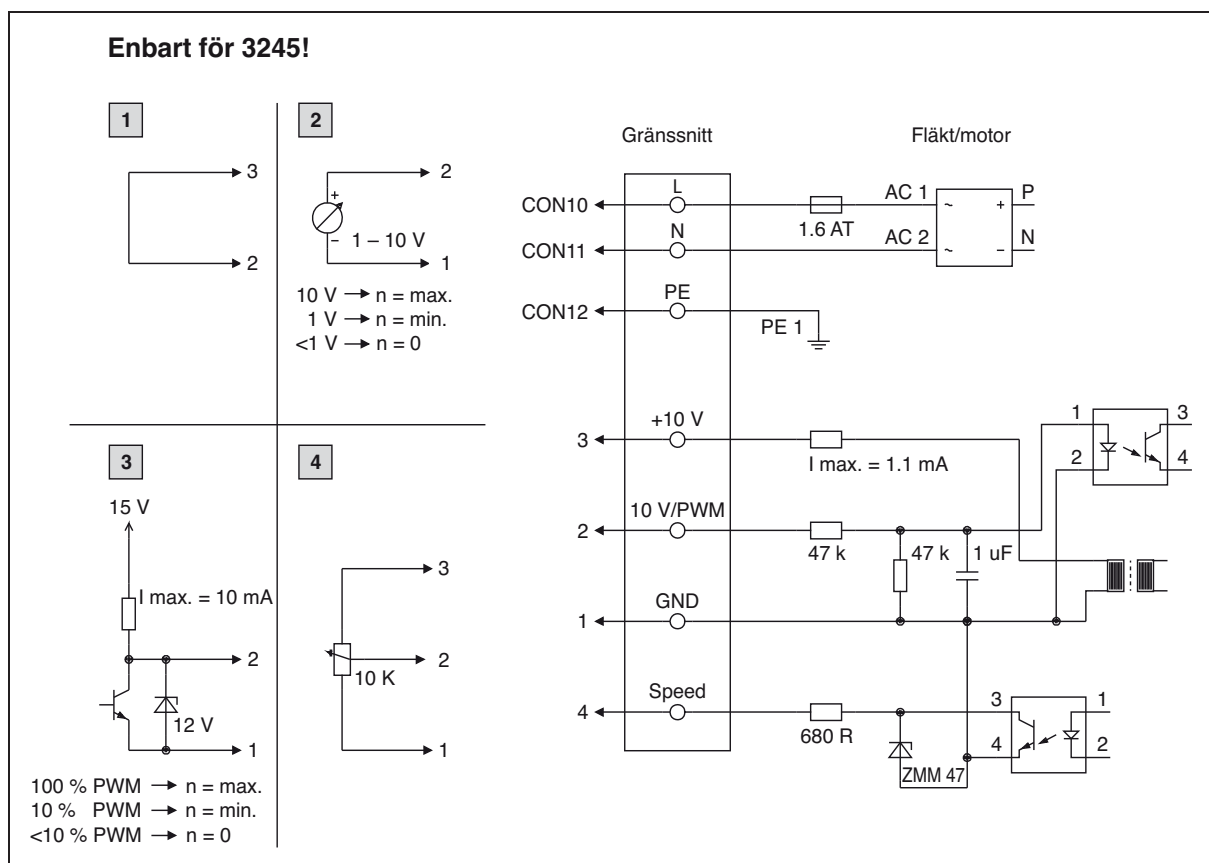 Enbart för 3245!
1
3
2
2
2
+
–
1 – 10 V
1
10 V → n = max.
1 V → n = min.
<1 V → n = 0
3
15 V
I max. = 10 mA
2
12 V
1
100 % PWM → n = max.
10 % PWM → n = min.
<10 % PWM → n = 0
4
3
2
10 K
1
Gränssnitt
Fläkt/motor
CON10
L
1.6 AT
AC 1
~
+
P
CON11
N
AC 2
~
–
N
CON12
PE
PE 1
3
+10 V
I max. = 1.1 mA
1
2
3
4
2
10 V/PWM
47 k
47 k
1 uF
1
GND
4
Speed
680 R
ZMM 47
3
4
1
2